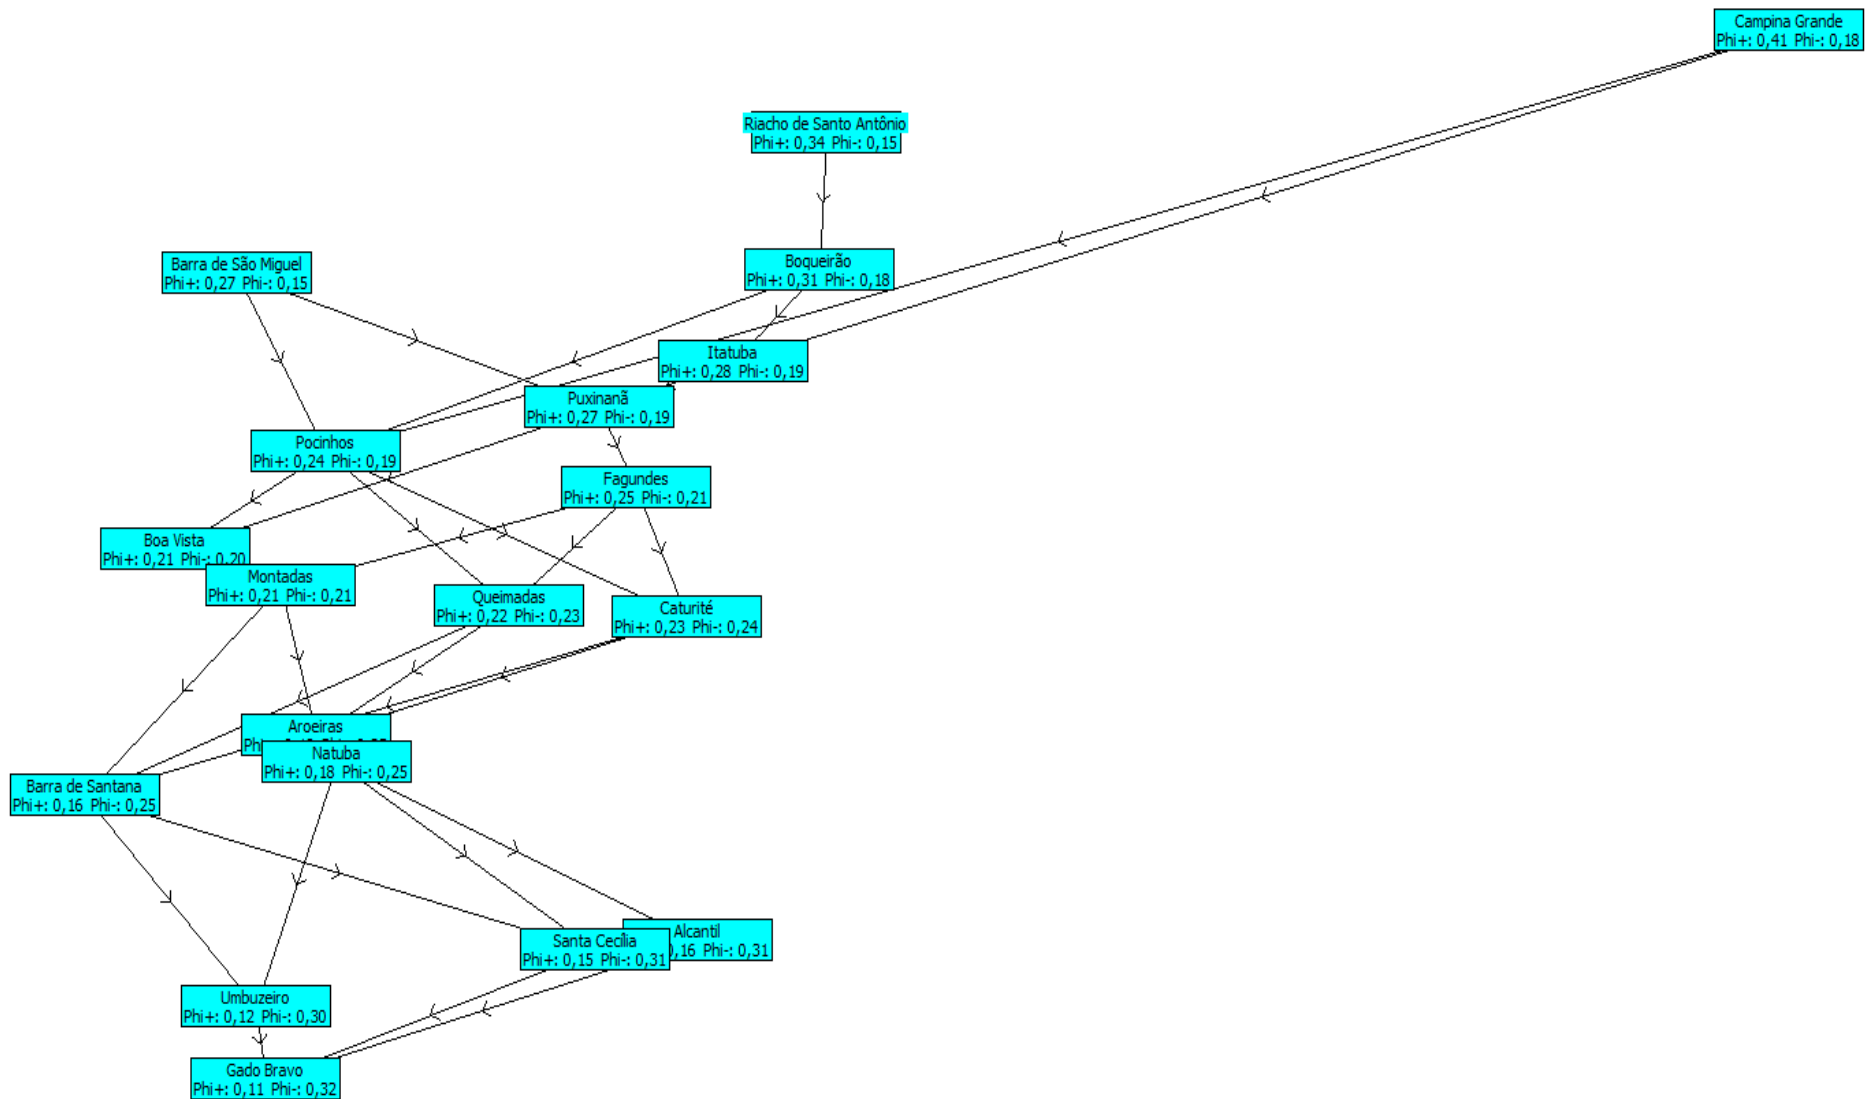 Campina Grande
Phi+: 0,41 Phi-: 0,18
Riacho de Santo Antônio
Phi+: 0,34 Phi-: 0,15
Barra de São Miguel
Phi+: 0,27 Phi-: 0,15
Boqueirão
Phi+: 0,31 Phi-: 0,18
Itatuba
Phi+: 0,28 Phi-: 0,19
Puxinanã
Phi+: 0,27 Phi-: 0,19
Pocinhos
Phi+: 0,24 Phi-: 0,19
Fagundes
Phi+: 0,25 Phi-: 0,21
Boa Vista
Phi+: 0,21 Phi-: 0,20
Montadas
Phi+: 0,21 Phi-: 0,21
Queimadas
Phi+: 0,22 Phi-: 0,23
Caturité
Phi+: 0,23 Phi-: 0,24
Aroeiras
Natuba
Phi+: 0,18 Phi-: 0,25
Barra de Santana
Phi+: 0,16 Phi-: 0,25
Alcantil
0,16 Phi-: 0,31
Santa Cecília
Phi+: 0,15 Phi-: 0,31
Umbuzeiro
Phi+: 0,12 Phi-: 0,30
Gado Bravo
Phi+: 0,11 Phi-: 0,32